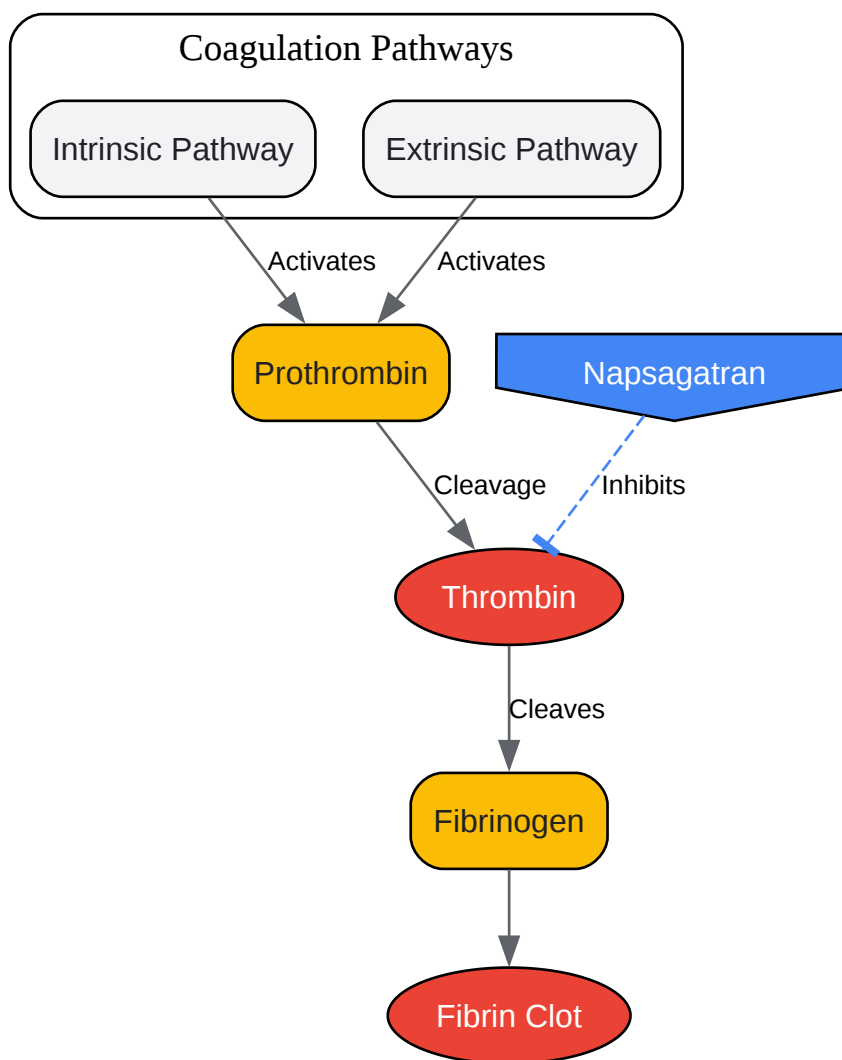 Coagulation Pathways
Intrinsic Pathway
Extrinsic Pathway
Activates
Activates
Prothrombin
Napsagatran
Cleavage
Inhibits
Thrombin
Cleaves
Fibrinogen
Fibrin Clot